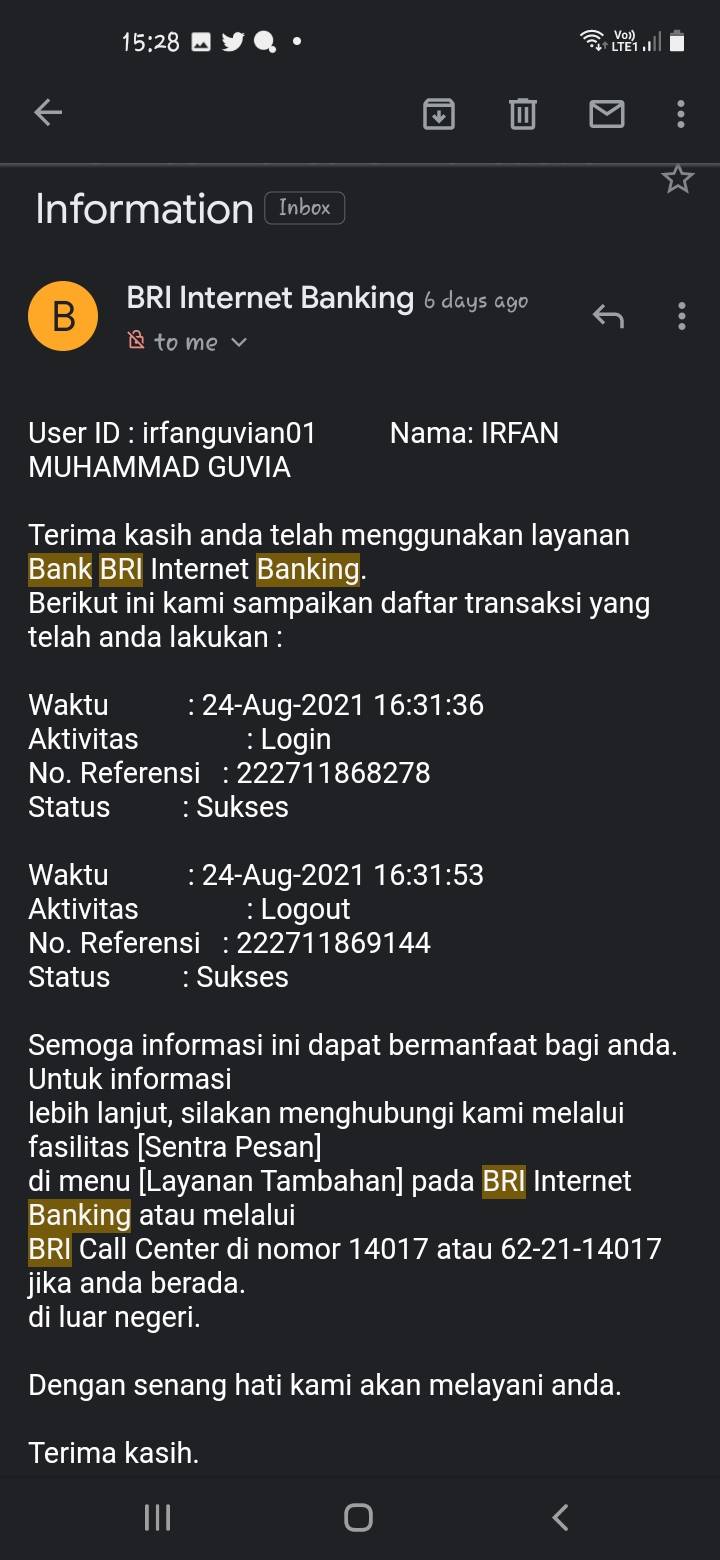 15:28
Vo))
LTE1
Information Inbox
B
BRI Internet Banking 6 days ago
to me
User ID : irfanguvian01 Nama: IRFAN
MUHAMMAD GUVIA
Terima kasih anda telah menggunakan layanan
Bank BRI Internet Banking.
Berikut ini kami sampaikan daftar transaksi yang
telah anda lakukan :
Waktu : 24-Aug-2021 16:31:36
Aktivitas : Login
No. Referensi : 222711868278
Status : Sukses
Waktu : 24-Aug-2021 16:31:53
Aktivitas : Logout
No. Referensi : 222711869144
Status : Sukses
Semoga informasi ini dapat bermanfaat bagi anda.
Untuk informasi
lebih lanjut, silakan menghubungi kami melalui
fasilitas [Sentra Pesan]
di menu [Layanan Tambahan] pada BRI Internet
Banking atau melalui
BRI Call Center di nomor 14017 atau 62-21-14017
jika anda berada.
di luar negeri.
Dengan senang hati kami akan melayani anda.
Terima kasih.